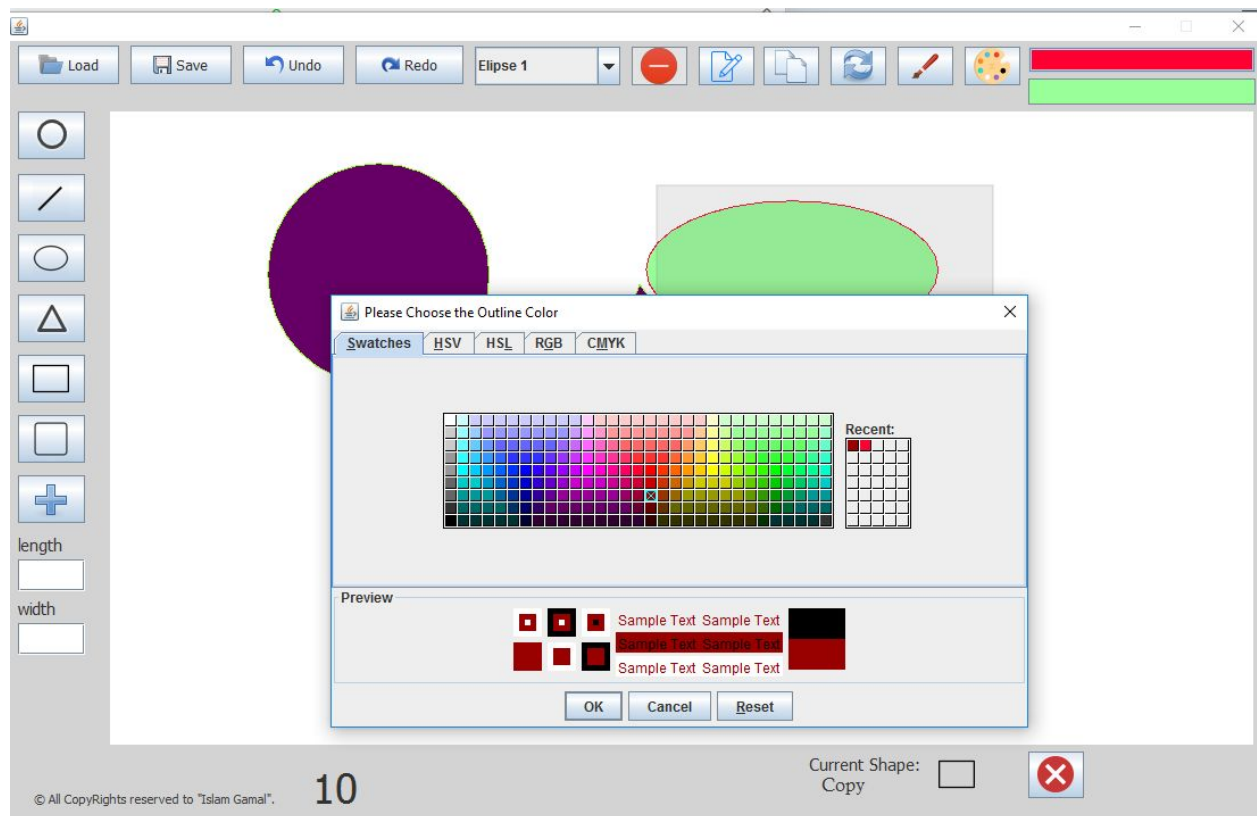 Load Save Undo Redo Elipse 1
Please Choose the Outline Color
Swatches HSV HSL RGB CMYK
Recent:
length
width
Preview
Sample Text Sample Text
Sample Text Sample Text
Sample Text Sample Text
OK Cancel Reset
Current Shape:
Copy
© All CopyRights reserved to "Islam Gamal".
10